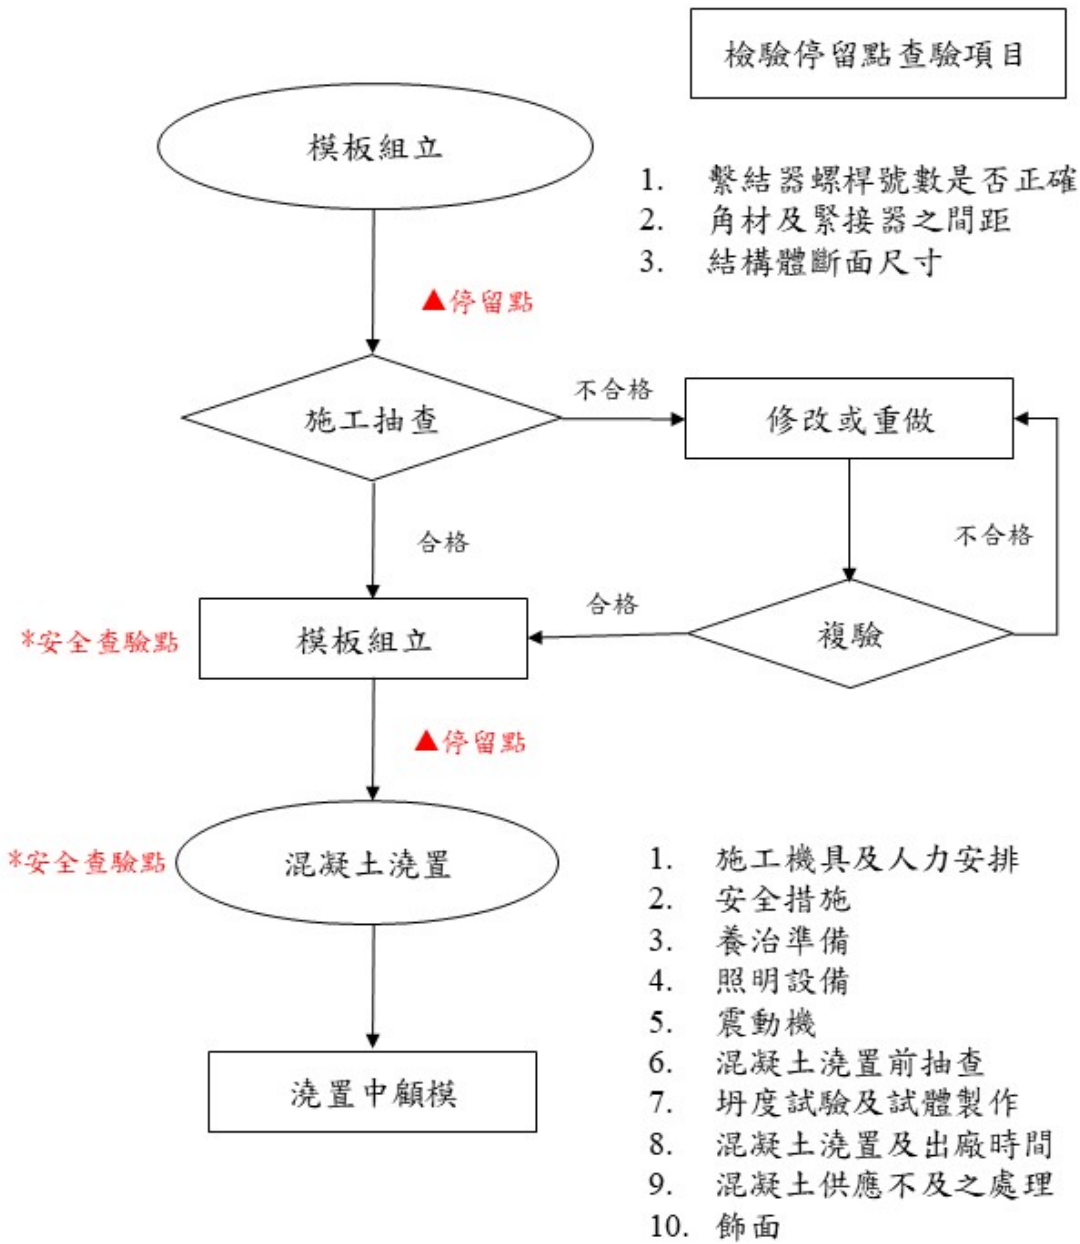 檢驗停留點查驗項目
模板組立
1. 繫結器螺桿號數是否正確
2. 角材及緊接器之間距
3. 結構體斷面尺寸
▲停留點
施工抽查
不合格
修改或重做
合格
不合格
*安全查驗點
模板組立
合格
複驗
▲停留點
*安全查驗點
混凝土澆置
1. 施工機具及人力安排
2. 安全措施
3. 養治準備
4. 照明設備
5. 震動機
6. 混凝土澆置前抽查
7. 坍度試驗及試體製作
8. 混凝土澆置及出廠時間
9. 混凝土供應不及之處理
10. 飾面
澆置中顧模